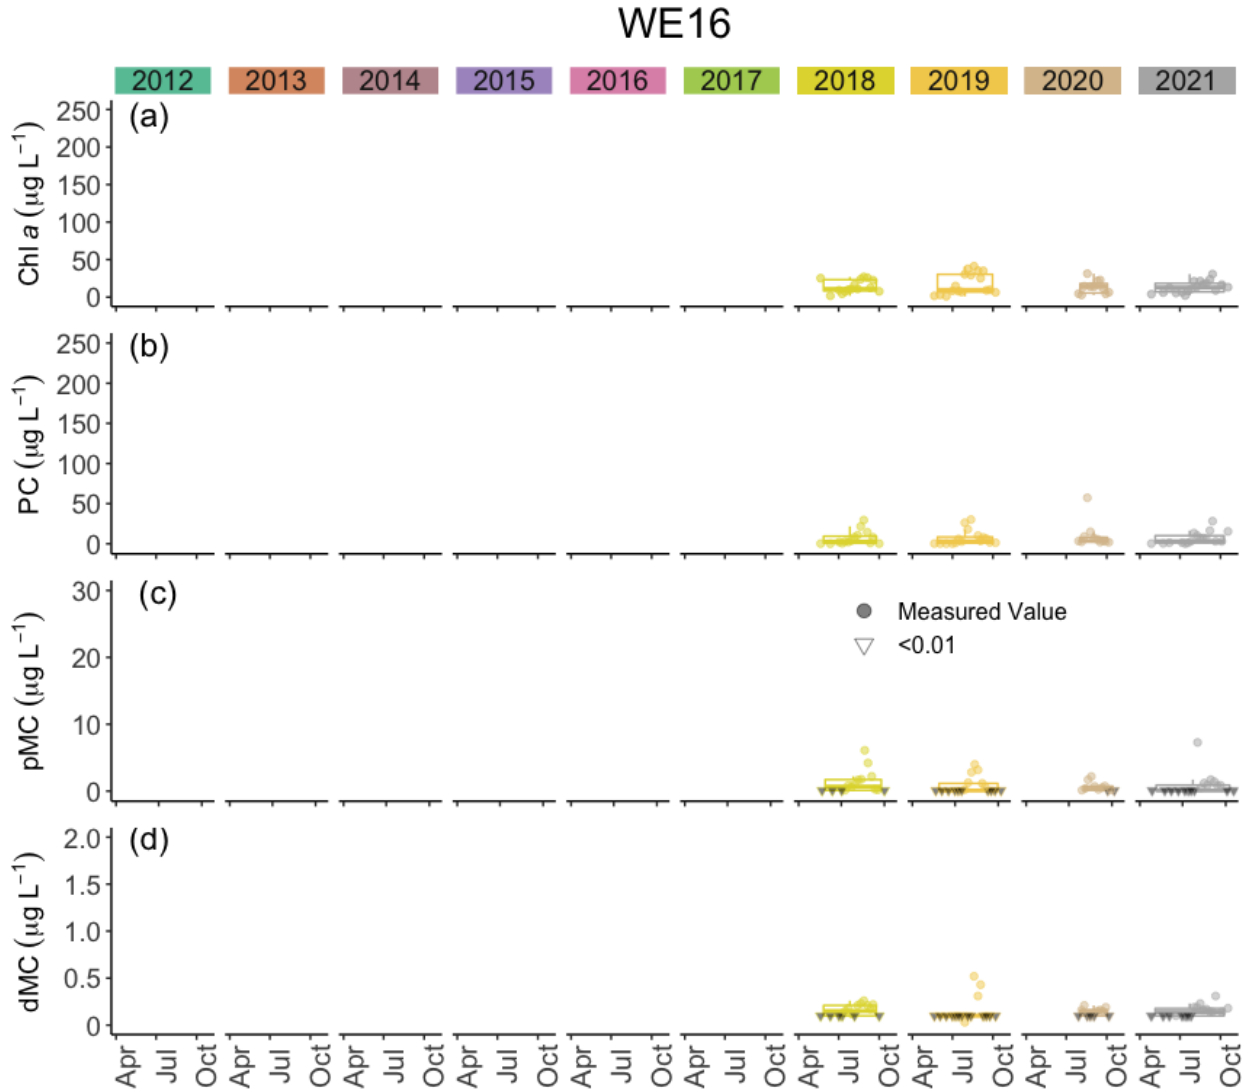 WE16
2012 2013 2014 2015 2016 2017 2018 2019 2020 2021
(a)
Chl a (μg L⁻¹)
250
200
150
100
50
0
(b)
PC (μg L⁻¹)
250
200
150
100
50
0
(c)
pMC (μg L⁻¹)
30
20
10
0
Measured Value
<0.01
(d)
dMC (μg L⁻¹)
2.0
1.5
1.0
0.5
0
Apr Jul Oct Apr Jul Oct Apr Jul Oct Apr Jul Oct Apr Jul Oct Apr Jul Oct Apr Jul Oct Apr Jul Oct Apr Jul Oct Apr Jul Oct